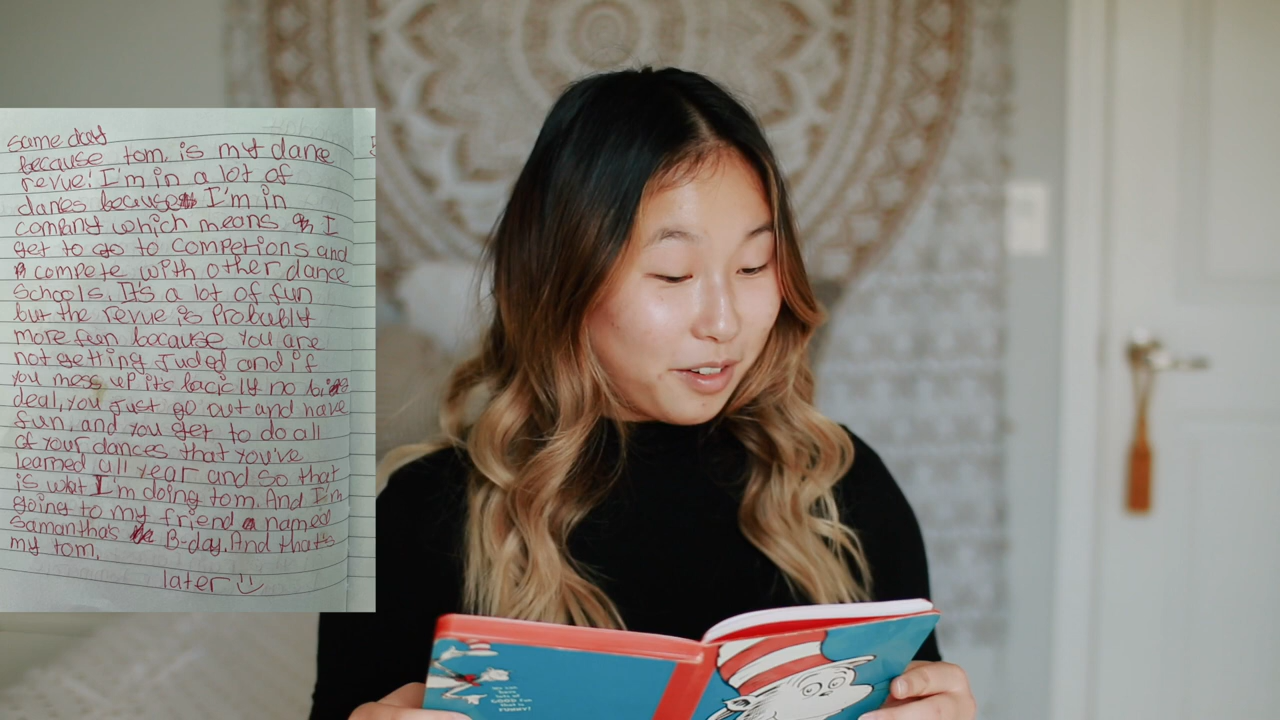 same day
because tom, is my dance
revue! I'm in a lot of
dances because I'm in
company which means I
get to go to competions and
compete with other dance
schools. It's a lot of fun
but the revue is Probally
more fun because you are
not getting Juded and if
you mess up it's bacicly no big
deal, you just go out and have
fun, and you get to do all
of your dances that you've
learned all year and so that
is what I'm doing tom. And I'm
going to my friend named
Samantha's B-day. And that's
my tom.
later